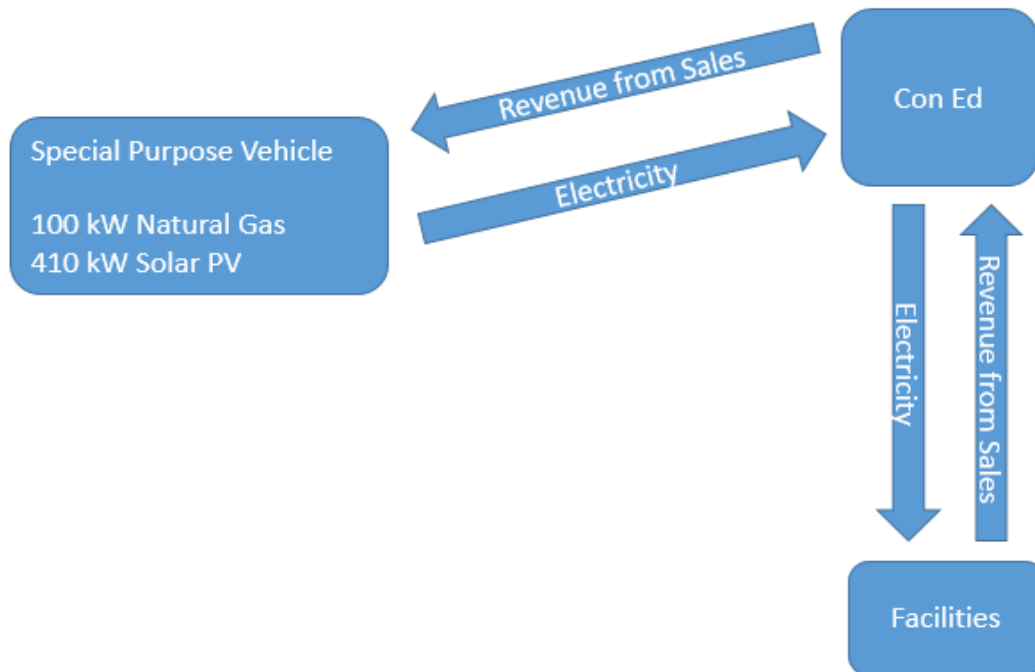 Revenue from Sales
Con Ed
Special Purpose Vehicle
100 kW Natural Gas
410 kW Solar PV
Electricity
Electricity
Revenue from Sales
Facilities